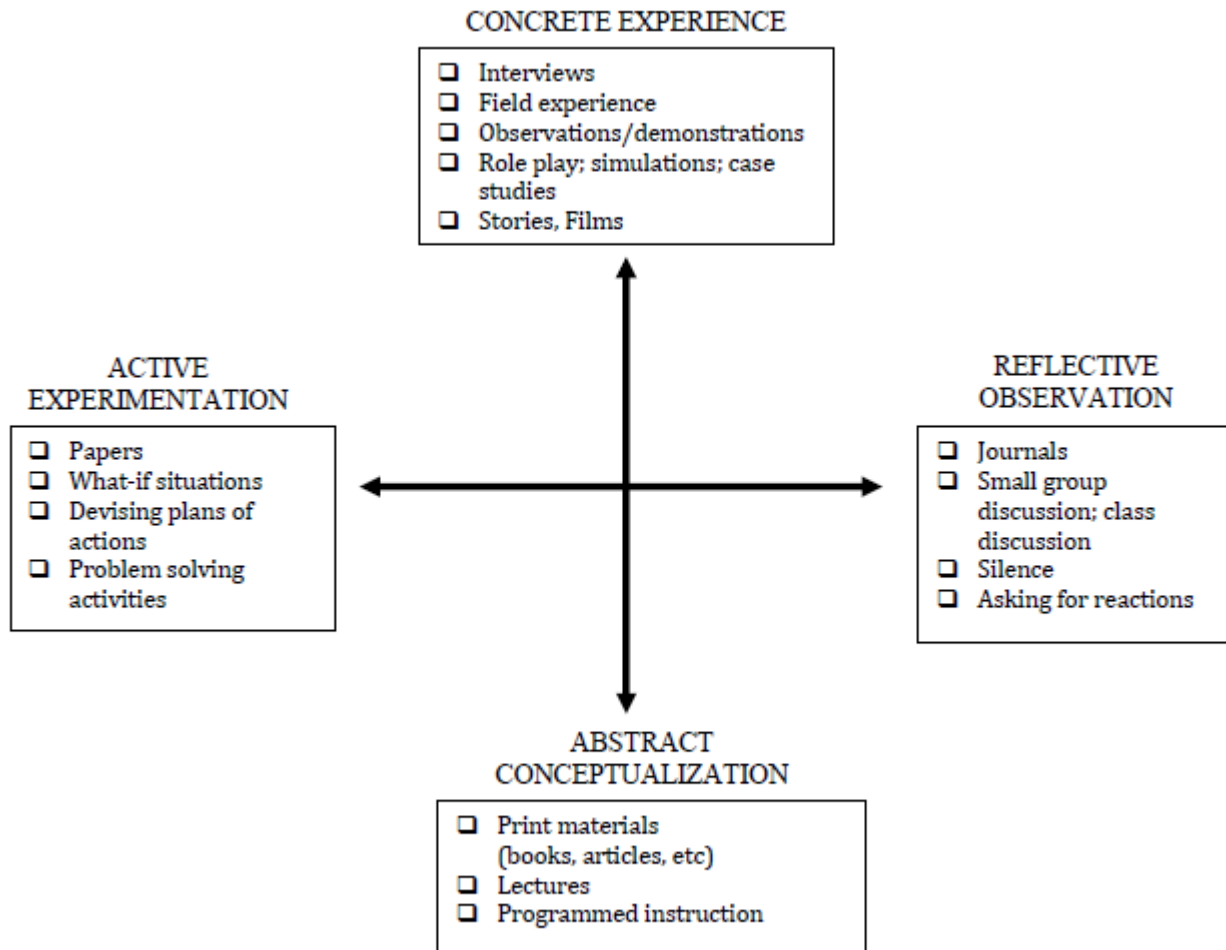 CONCRETE EXPERIENCE
❑ Interviews
❑ Field experience
❑ Observations/demonstrations
❑ Role play; simulations; case
studies
❑ Stories, Films
ACTIVE
EXPERIMENTATION
❑ Papers
❑ What-if situations
❑ Devising plans of
actions
❑ Problem solving
activities
REFLECTIVE
OBSERVATION
❑ Journals
❑ Small group
discussion; class
discussion
❑ Silence
❑ Asking for reactions
ABSTRACT
CONCEPTUALIZATION
❑ Print materials
(books, articles, etc)
❑ Lectures
❑ Programmed instruction